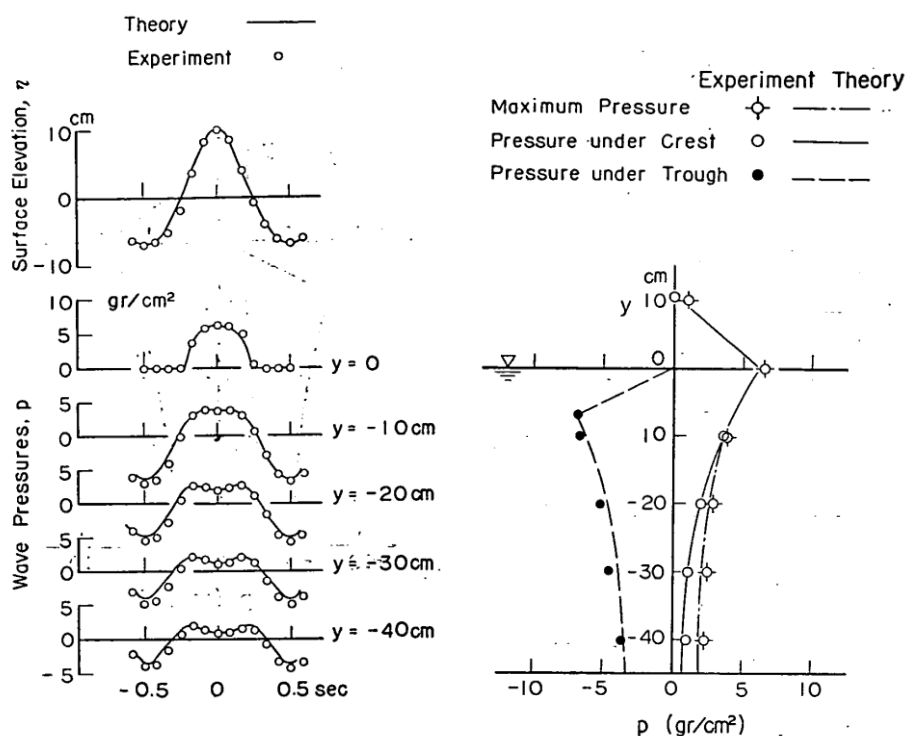 Theory
Experiment
Surface Elevation, η
cm
10
0
-10
gr/cm²
Wave Pressures, p
10
5
0
y = 0
5
0
y = -10cm
5
0
y = -20cm
5
0
y = -30cm
5
0
-5
y = -40cm
-0.5
0
0.5 sec
Experiment Theory
Maximum Pressure
Pressure under Crest
Pressure under Trough
cm
y 10
0
10
-20
-30
-40
-10
-5
0
5
10
p (gr/cm²)